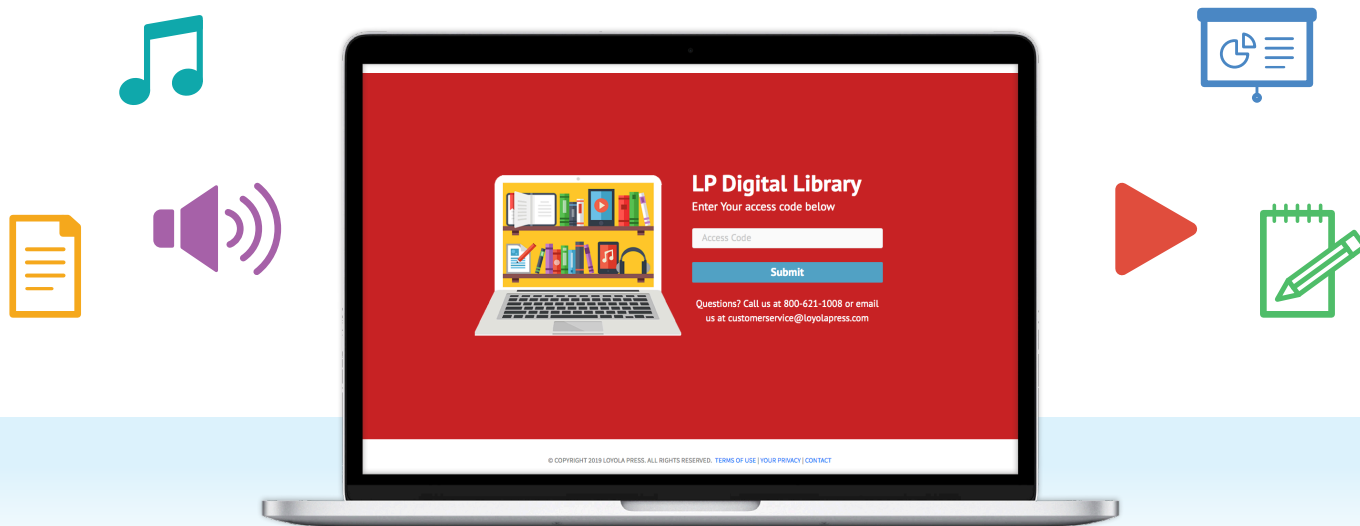 LP Digital Library
Enter Your access code below
Access Code
Submit
Questions? Call us at 800-621-1008 or email
us at customerservice@loyolapress.com
© COPYRIGHT 2019 LOYOLA PRESS. ALL RIGHTS RESERVED. TERMS OF USE | YOUR PRIVACY | CONTACT